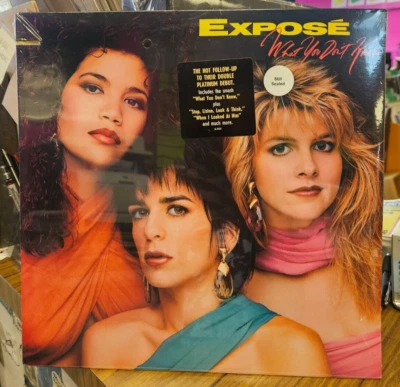 EXPOSÉ
What You Don't Know
THE HOT FOLLOW-UP
TO THEIR DOUBLE
PLATINUM DEBUT.
Includes the smash
"What You Don't Know,"
plus
"Stop, Listen, Look & Think,"
"When I Looked At Him"
and much more.